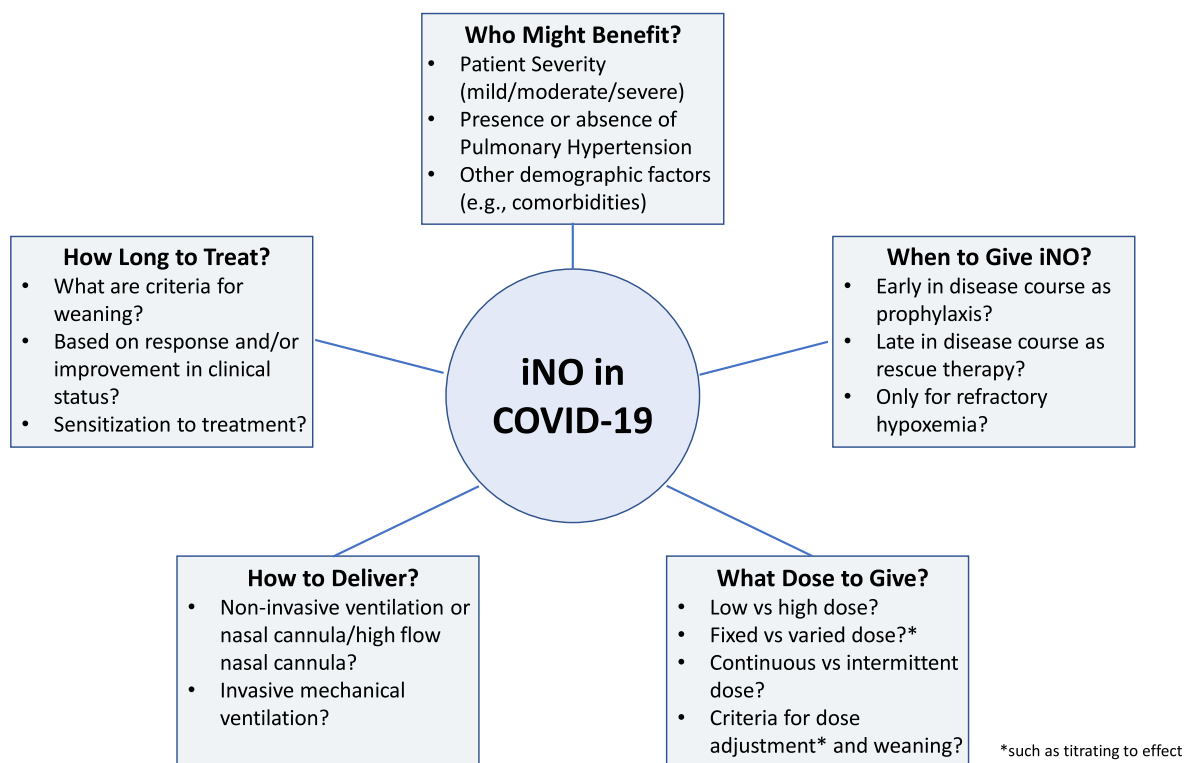 Who Might Benefit?
• Patient Severity
(mild/moderate/severe)
• Presence or absence of
Pulmonary Hypertension
• Other demographic factors
(e.g., comorbidities)
How Long to Treat?
• What are criteria for
weaning?
• Based on response and/or
improvement in clinical
status?
• Sensitization to treatment?
When to Give iNO?
• Early in disease course as
prophylaxis?
• Late in disease course as
rescue therapy?
• Only for refractory
hypoxemia?
iNO in
COVID-19
How to Deliver?
• Non-invasive ventilation or
nasal cannula/high flow
nasal cannula?
• Invasive mechanical
ventilation?
What Dose to Give?
• Low vs high dose?
• Fixed vs varied dose?*
• Continuous vs intermittent
dose?
• Criteria for dose
adjustment* and weaning?
*such as titrating to effect